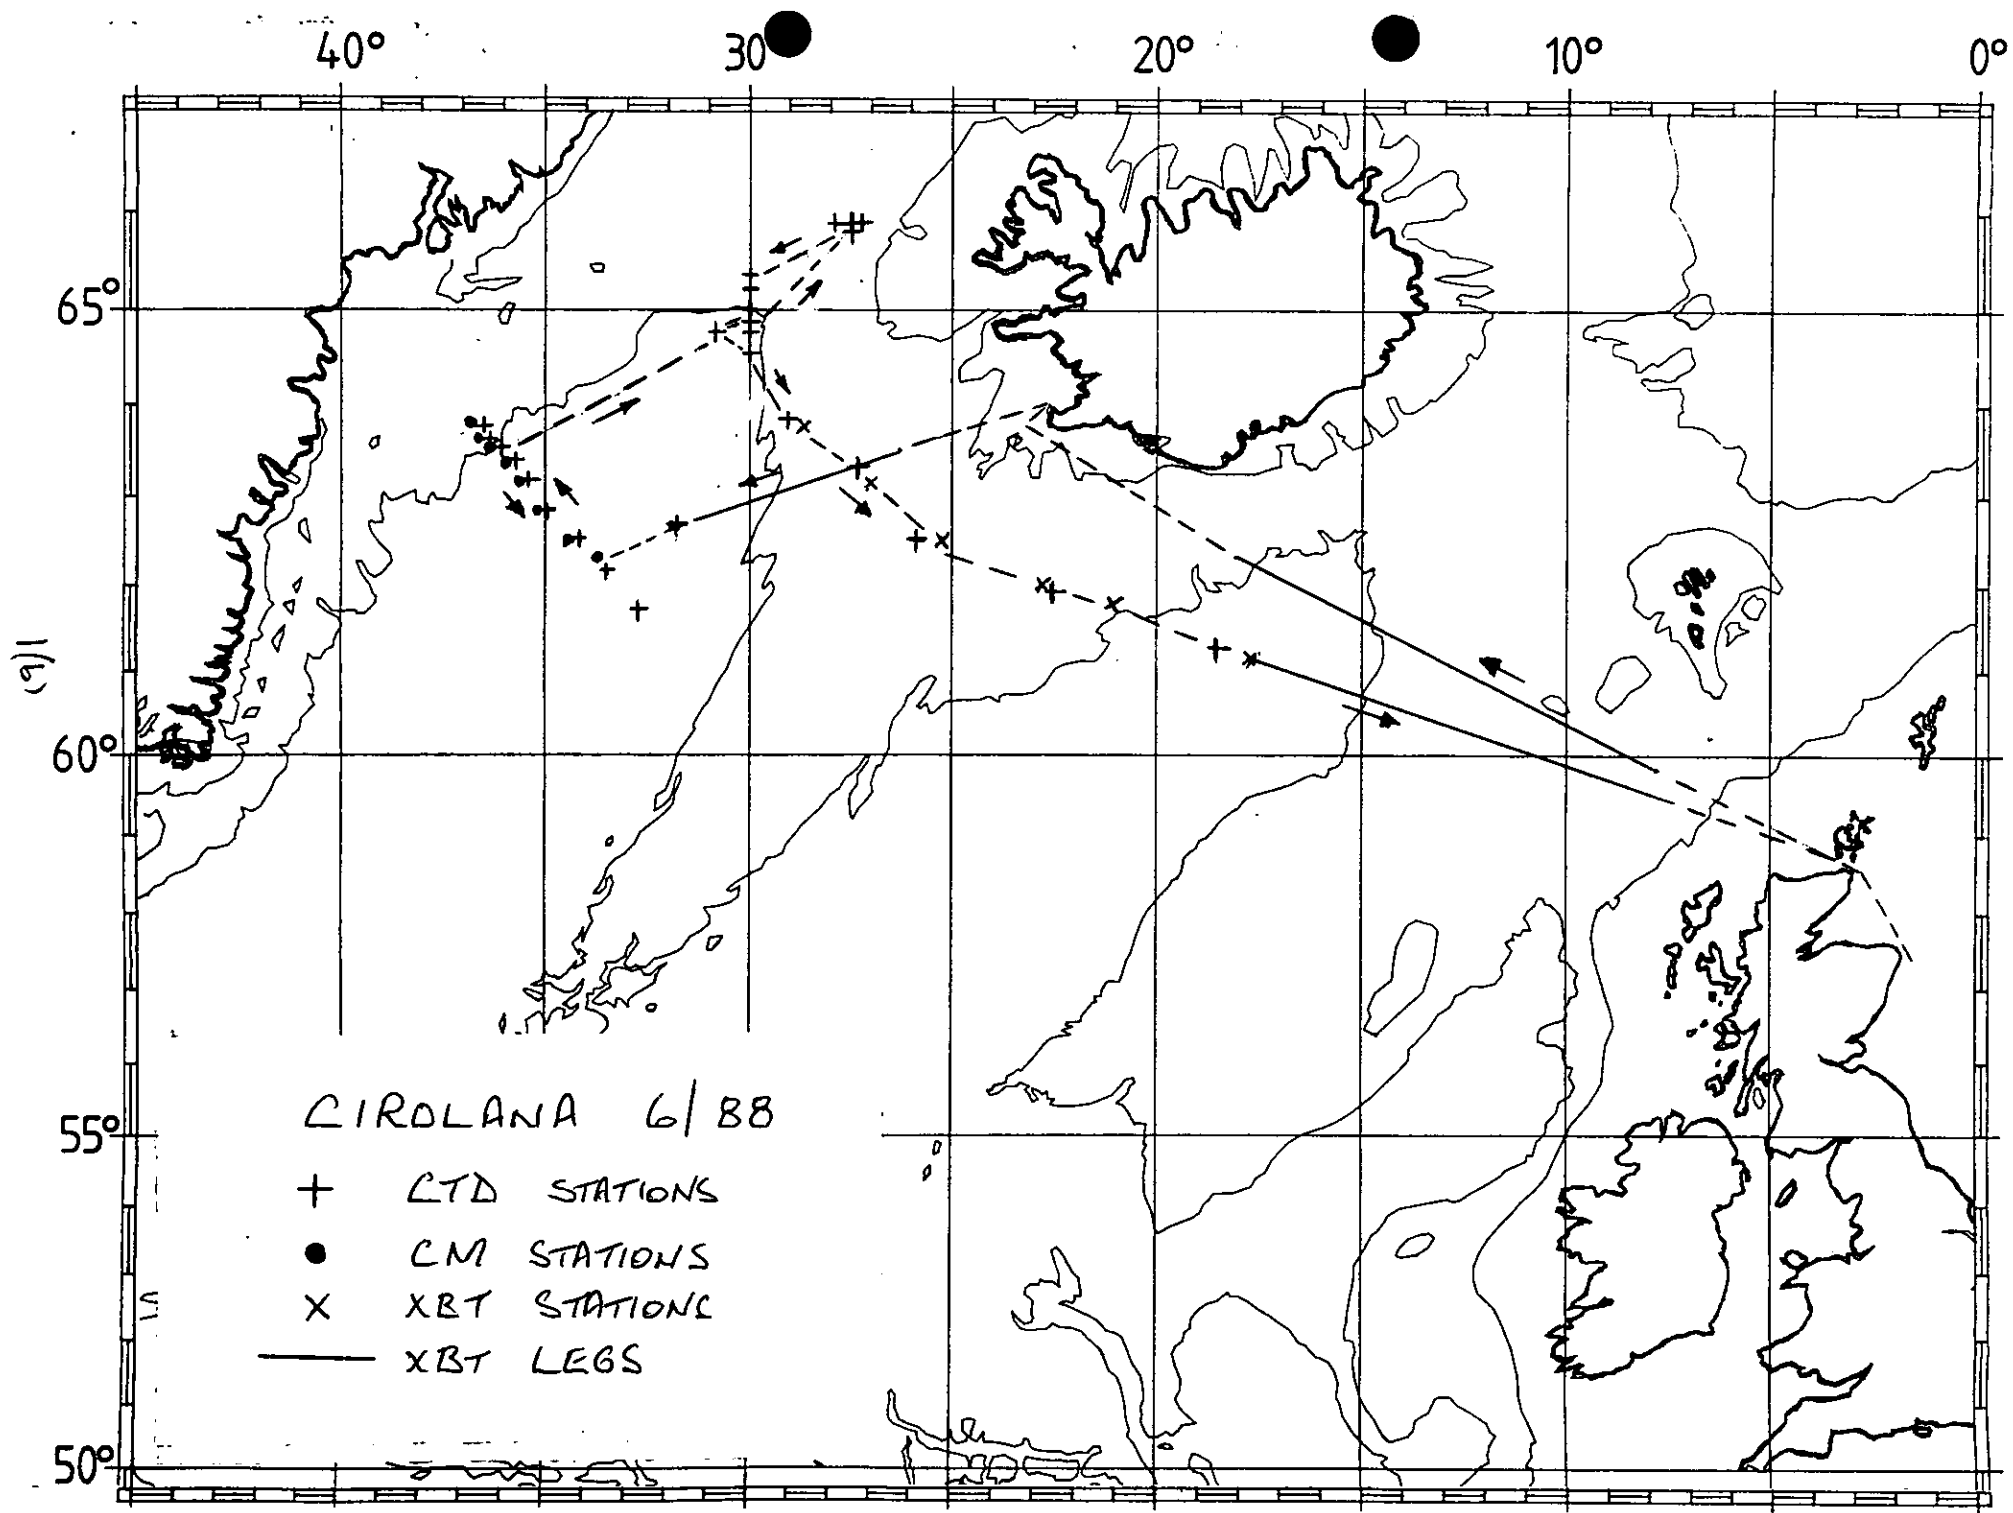 40° 30 20° 10° 0°
65°
60°
55°
50°
1(b)
CIROLANA 6/88
+ CTD STATIONS
● CM STATIONS
x XBT STATIONS
—— XBT LEGS